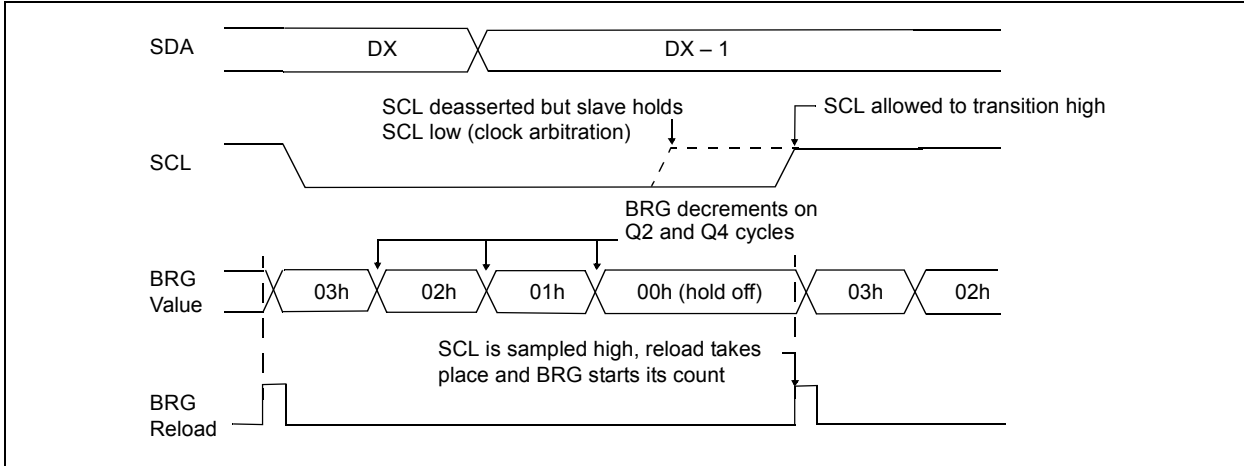 SDA
DX
DX – 1
SCL deasserted but slave holds
SCL low (clock arbitration)
SCL allowed to transition high
SCL
BRG decrements on
Q2 and Q4 cycles
BRG
Value
03h
02h
01h
00h (hold off)
03h
02h
SCL is sampled high, reload takes
place and BRG starts its count
BRG
Reload